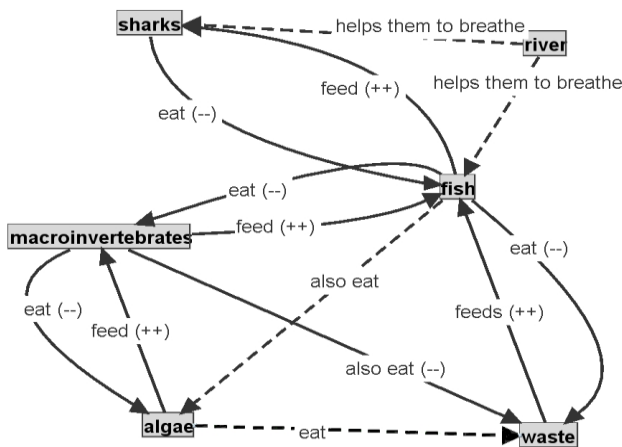 sharks
helps them to breathe
river
feed (++)
helps them to breathe
eat (--)
fish
eat (--)
macroinvertebrates
feed (++)
eat (--)
also eat
eat (--)
feeds (++)
feed (++)
also eat (--)
algae
eat
waste